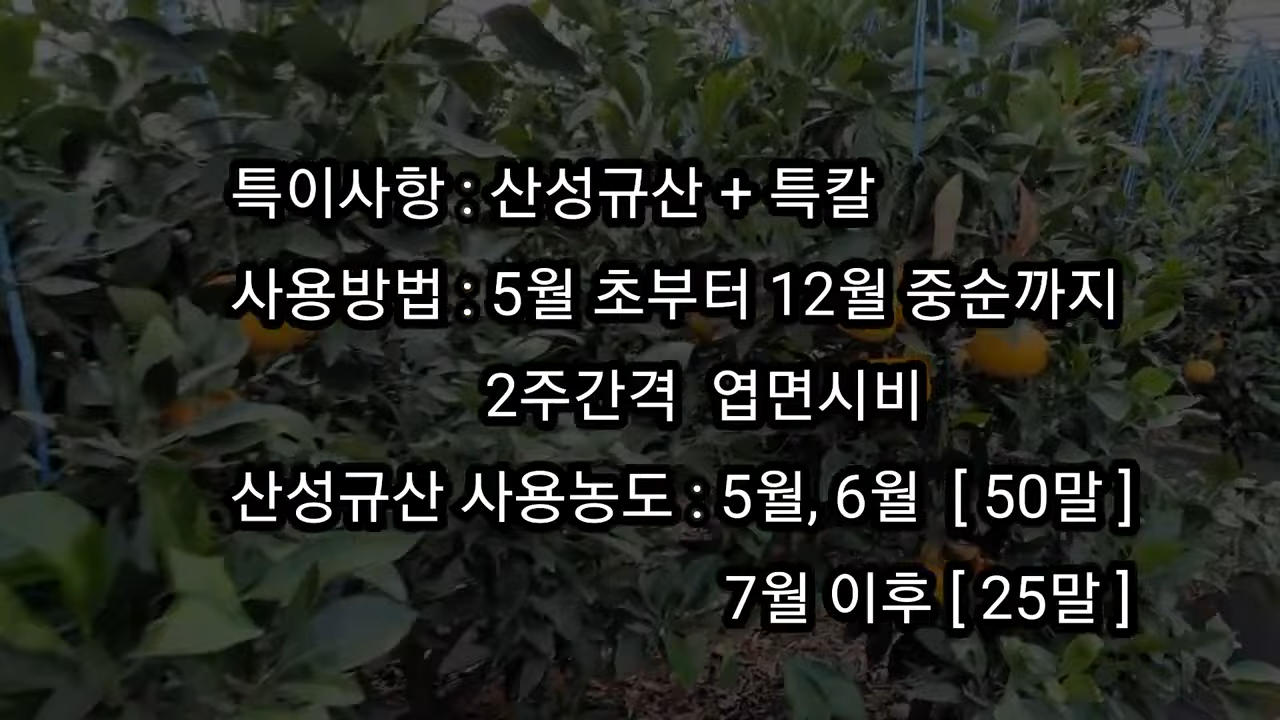 특이사항 : 산성규산 + 특칼
사용방법 : 5월 초부터 12월 중순까지
2주간격 엽면시비
산성규산 사용농도 : 5월, 6월 [ 50말 ]
7월 이후 [ 25말 ]